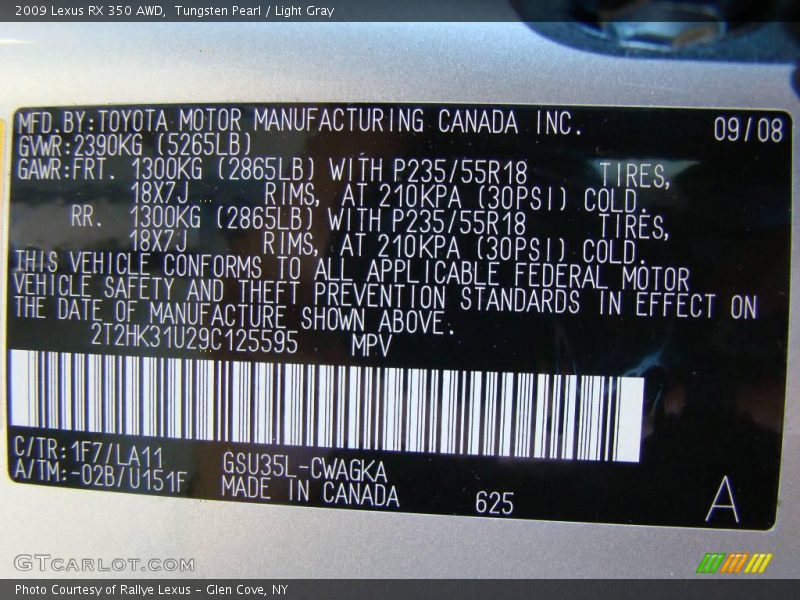 2009 Lexus RX 350 AWD,  Tungsten Pearl / Light Gray
MFD.BY:TOYOTA MOTOR MANUFACTURING CANADA INC. 09/08
GVWR:2390KG (5265LB)
GAWR:FRT. 1300KG (2865LB) WITH P235/55R18 TIRES,
18X7J RIMS, AT 210KPA (30PSI) COLD.
RR. 1300KG (2865LB) WITH P235/55R18 TIRES,
18X7J RIMS, AT 210KPA (30PSI) COLD.
THIS VEHICLE CONFORMS TO ALL APPLICABLE FEDERAL MOTOR
VEHICLE SAFETY AND THEFT PREVENTION STANDARDS IN EFFECT ON
THE DATE OF MANUFACTURE SHOWN ABOVE.
2T2HK31U29C125595 MPV
C/TR:1F7/LA11 GSU35L-CWAGKA
A/TM:-02B/U151F MADE IN CANADA 625 A
GTCARLOT.COM
Photo Courtesy of Rallye Lexus – Glen Cove, NY